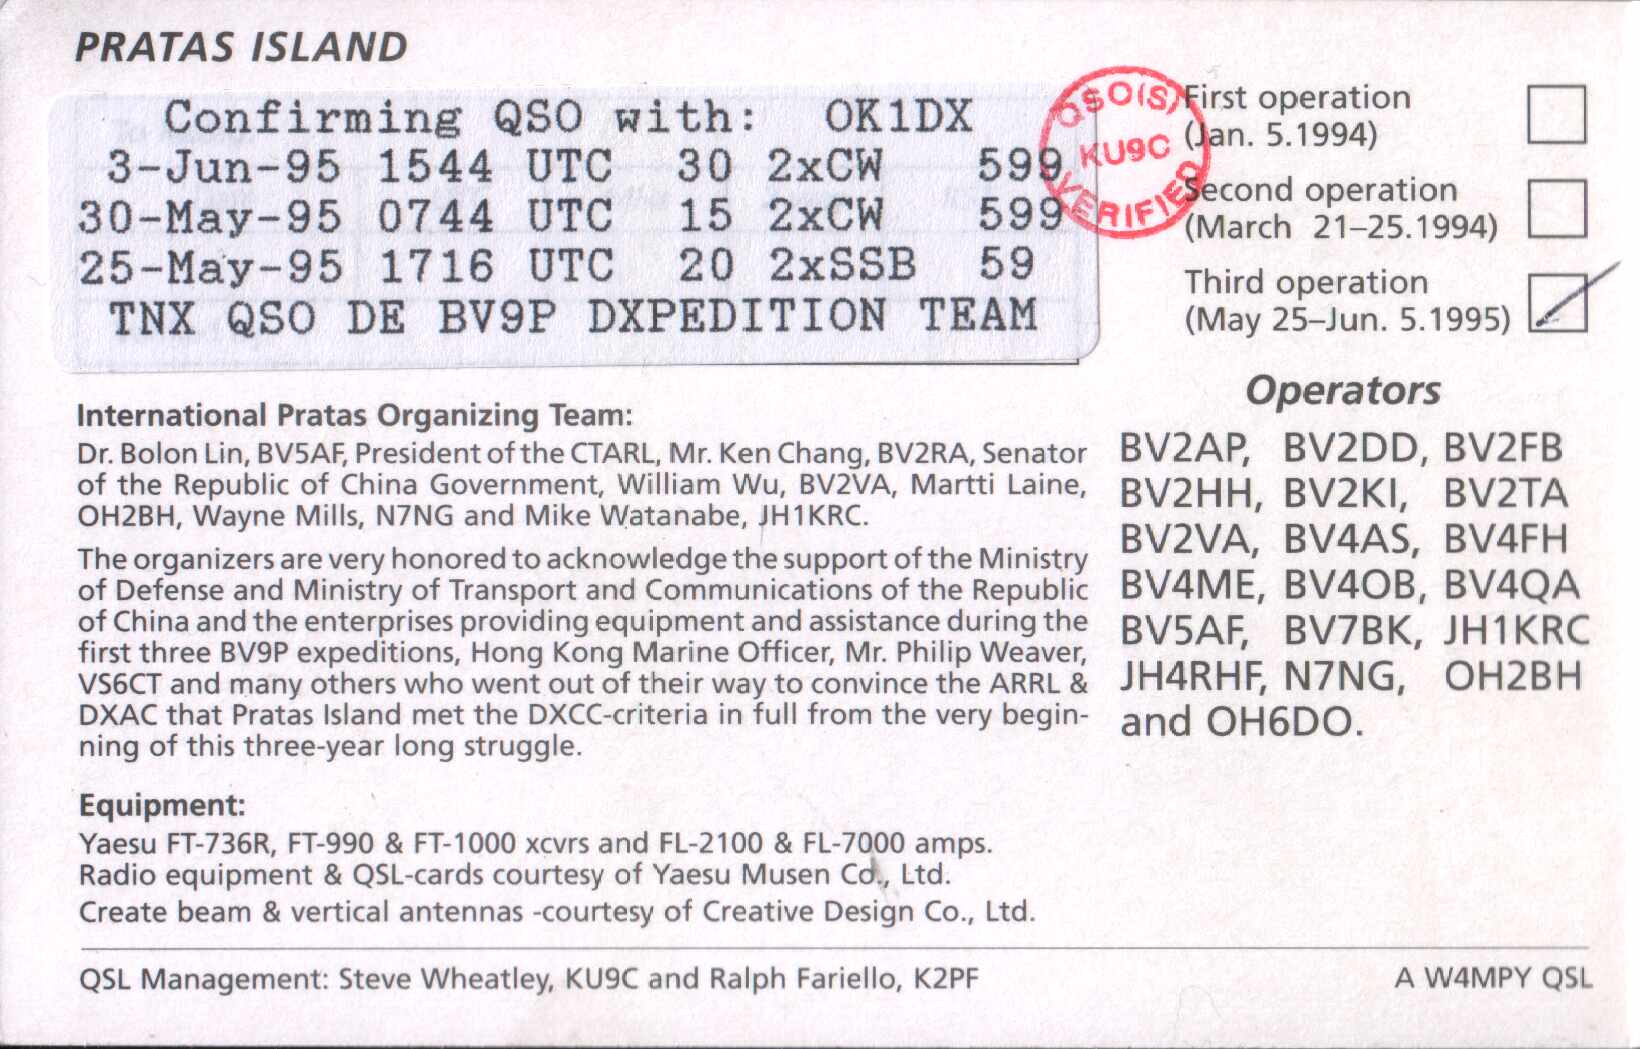 PRATAS ISLAND
Confirming QSO with: OK1DX
3-Jun-95 1544 UTC 30 2xCW 599
30-May-95 0744 UTC 15 2xCW 599
25-May-95 1716 UTC 20 2xSSB 59
TNX QSO DE BV9P DXPEDITION TEAM
QSO(S)
KU9C
VERIFIED
First operation
(Jan. 5.1994)
Second operation
(March 21–25.1994)
Third operation
(May 25–Jun. 5.1995)
International Pratas Organizing Team:
Dr. Bolon Lin, BV5AF, President of the CTARL, Mr. Ken Chang, BV2RA, Senator
of the Republic of China Government, William Wu, BV2VA, Martti Laine,
OH2BH, Wayne Mills, N7NG and Mike Watanabe, JH1KRC.
The organizers are very honored to acknowledge the support of the Ministry
of Defense and Ministry of Transport and Communications of the Republic
of China and the enterprises providing equipment and assistance during the
first three BV9P expeditions, Hong Kong Marine Officer, Mr. Philip Weaver,
VS6CT and many others who went out of their way to convince the ARRL &
DXAC that Pratas Island met the DXCC-criteria in full from the very begin-
ning of this three-year long struggle.
Equipment:
Yaesu FT-736R, FT-990 & FT-1000 xcvrs and FL-2100 & FL-7000 amps.
Radio equipment & QSL-cards courtesy of Yaesu Musen Co., Ltd.
Create beam & vertical antennas -courtesy of Creative Design Co., Ltd.
Operators
BV2AP, BV2DD, BV2FB
BV2HH, BV2KI, BV2TA
BV2VA, BV4AS, BV4FH
BV4ME, BV4OB, BV4QA
BV5AF, BV7BK, JH1KRC
JH4RHF, N7NG, OH2BH
and OH6DO.
QSL Management: Steve Wheatley, KU9C and Ralph Fariello, K2PF
A W4MPY QSL